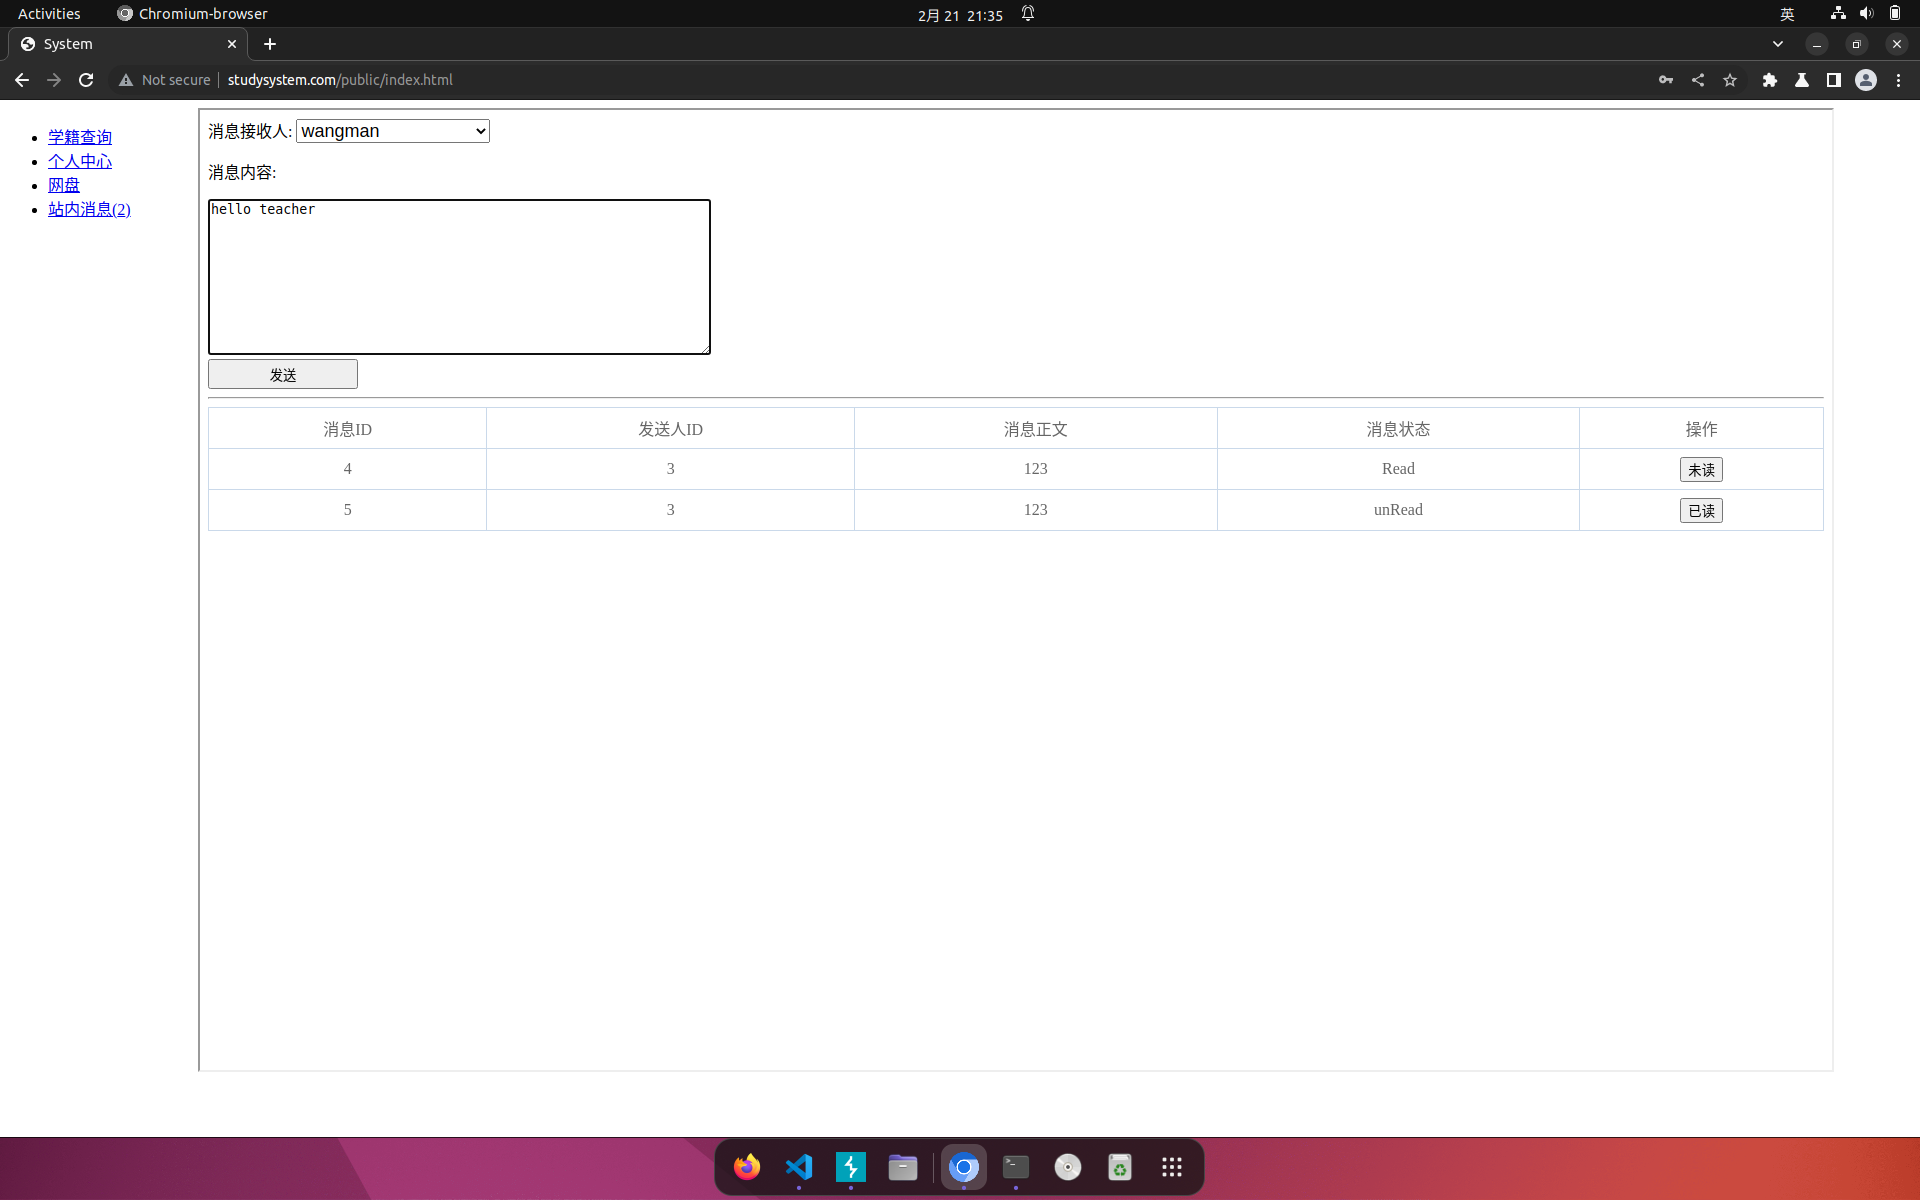 Activities
Chromium-browser
2月 21 21:35
英
System
Not secure
studysystem.com/public/index.html
学籍查询
个人中心
网盘
站内消息(2)
消息接收人: wangman
消息内容:
hello teacher
发送
消息ID 发送人ID 消息正文 消息状态 操作
4 3 123 Read 未读
5 3 123 unRead 已读